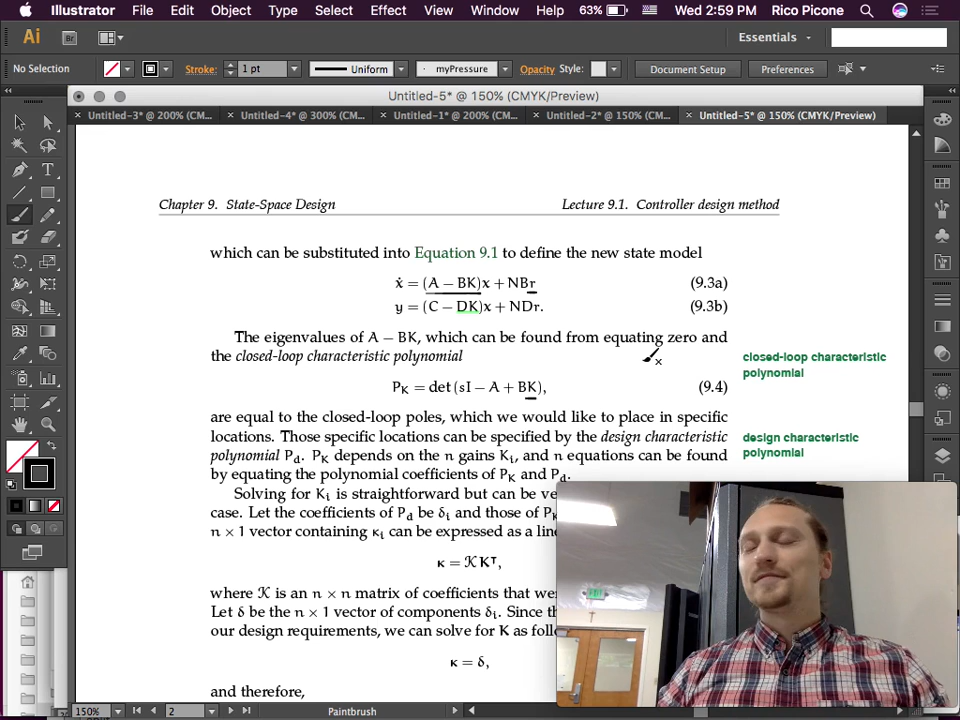 Illustrator File Edit Object Type Select Effect View Window Help 63% Wed 2:59 PM Rico Picone
Ai Br Essentials
No Selection Stroke: 1 pt Uniform myPressure Opacity Style: Document Setup Preferences
Untitled-5* @ 150% (CMYK/Preview)
Untitled-3* @ 200% (CM... Untitled-4* @ 300% (CM... Untitled-1* @ 200% (CM... Untitled-2* @ 150% (CM... Untitled-5* @ 150% (CMYK/Preview)
Chapter 9. State-Space Design Lecture 9.1. Controller design method
which can be substituted into Equation 9.1 to define the new state model
ẋ = (A − BK)x + NBr (9.3a)
y = (C − DK)x + NDr. (9.3b)
The eigenvalues of A − BK, which can be found from equating zero and
the closed-loop characteristic polynomial
closed-loop characteristic
polynomial
P_K = det(sI − A + BK), (9.4)
are equal to the closed-loop poles, which we would like to place in specific
locations. Those specific locations can be specified by the design characteristic
polynomial P_d. P_K depends on the n gains K_i, and n equations can be found
by equating the polynomial coefficients of P_K and P_d.
design characteristic
polynomial
Solving for K_i is straightforward but can be ve
case. Let the coefficients of P_d be δ_i and those of P_K
n × 1 vector containing κ_i can be expressed as a line
κ = 𝒦K^T,
where 𝒦 is an n × n matrix of coefficients that wer
Let δ be the n × 1 vector of components δ_i. Since th
our design requirements, we can solve for K as follo
κ = δ,
and therefore,
EXIT
150% 2 Paintbrush